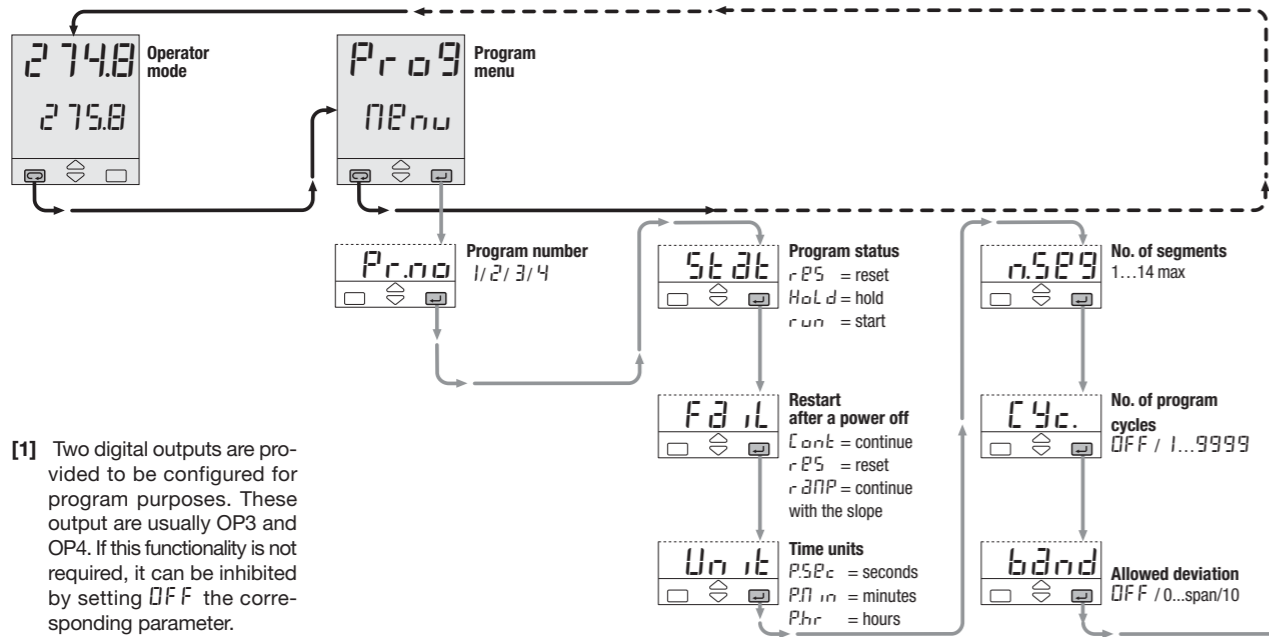 274.8
275.8
Operator
mode
Prog
Menu
Program
menu
Pr.no
Program number
1/2/3/4
Stat
Program status
rES = reset
HoLd = hold
run = start
FaiL
Restart
after a power off
Cont = continue
rES = reset
raMP = continue
with the slope
Unit
Time units
P.SEc = seconds
P.Min = minutes
P.hr = hours
n.SEg
No. of segments
1...14 max
CYc.
No. of program
cycles
OFF / 1...9999
band
Allowed deviation
OFF / 0...span/10
[1] Two digital outputs are pro-
vided to be configured for
program purposes. These
output are usually OP3 and
OP4. If this functionality is not
required, it can be inhibited
by setting OFF the corre-
sponding parameter.